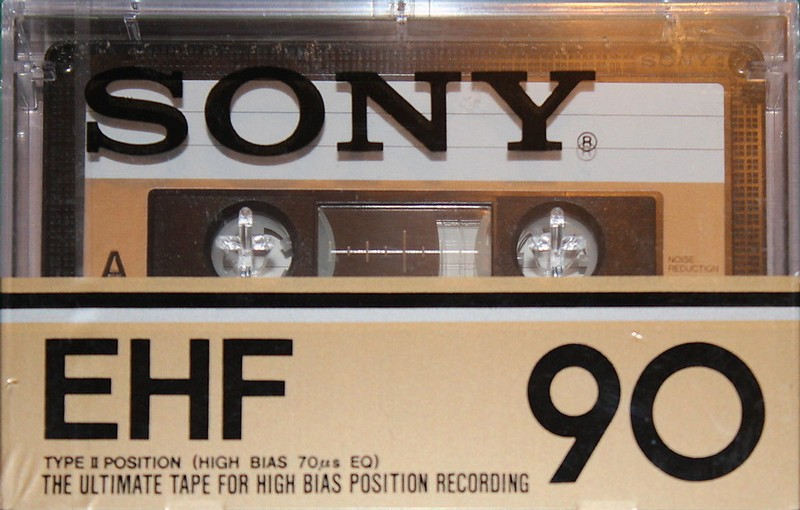 SONY
SONY®
A
NOISE
REDUCTION
EHF 90
TYPE II POSITION (HIGH BIAS 70μs EQ)
THE ULTIMATE TAPE FOR HIGH BIAS POSITION RECORDING